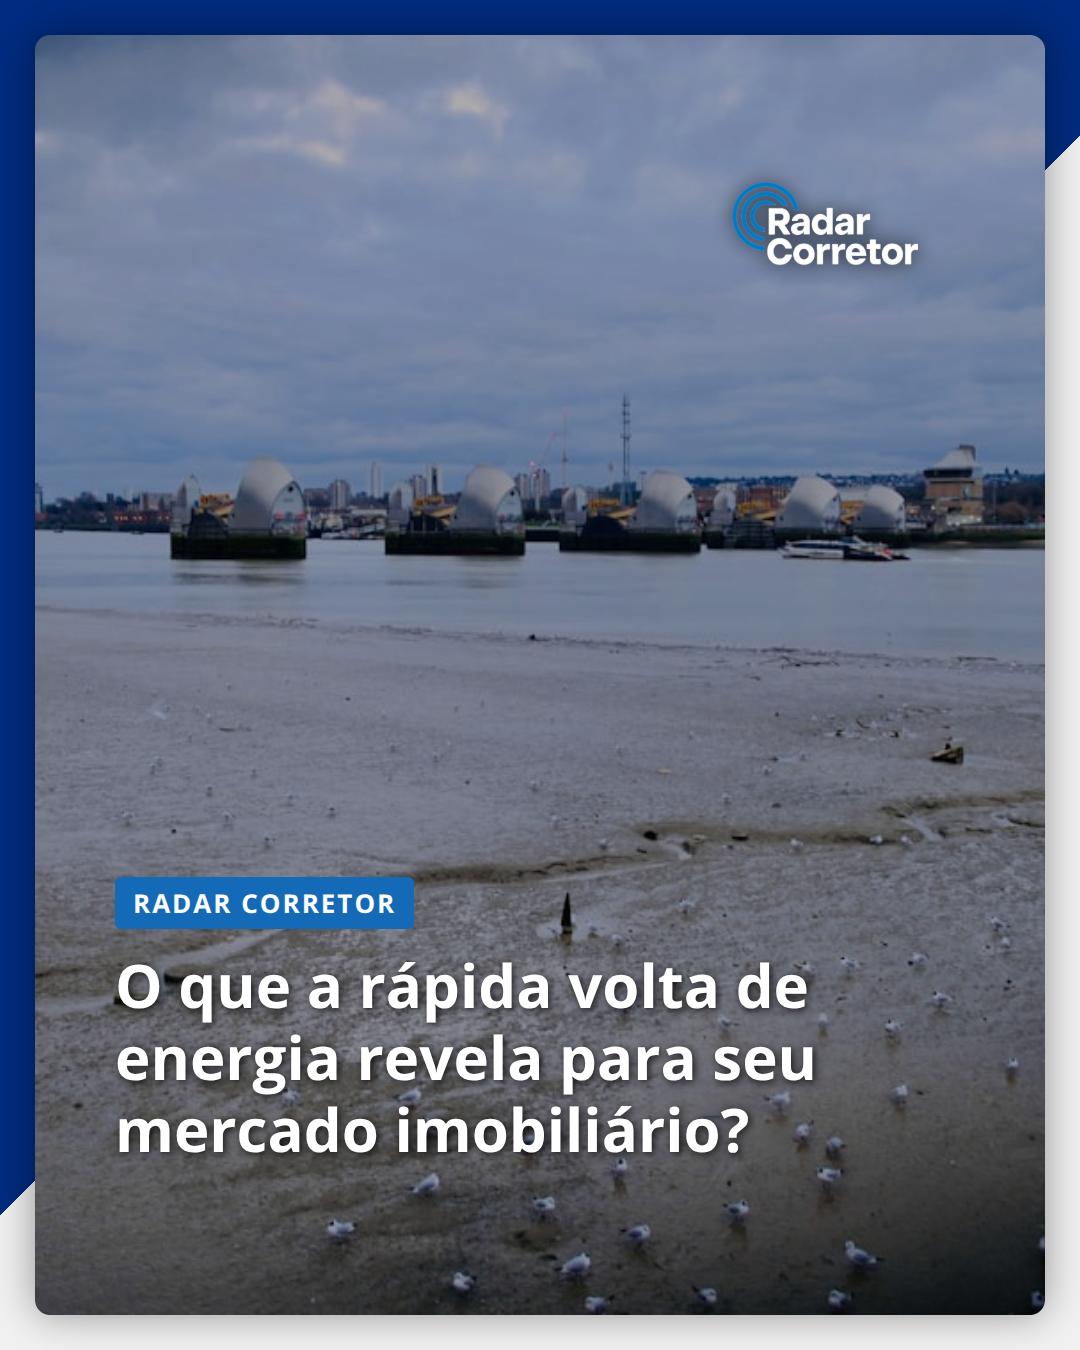 Radar
Corretor
RADAR CORRETOR
O que a rápida volta de
energia revela para seu
mercado imobiliário?